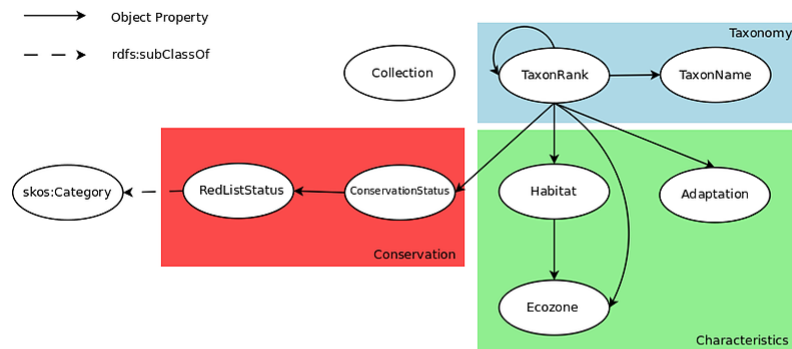 Object Property
rdfs:subClassOf
Taxonomy
Collection
TaxonRank
TaxonName
skos:Category
RedListStatus
ConservationStatus
Habitat
Adaptation
Conservation
Ecozone
Characteristics